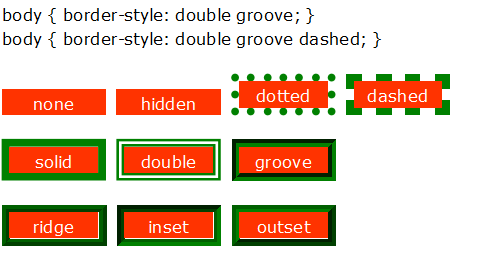 body { border-style: double groove; }
body { border-style: double groove dashed; }
none hidden dotted dashed
solid double groove
ridge inset outset